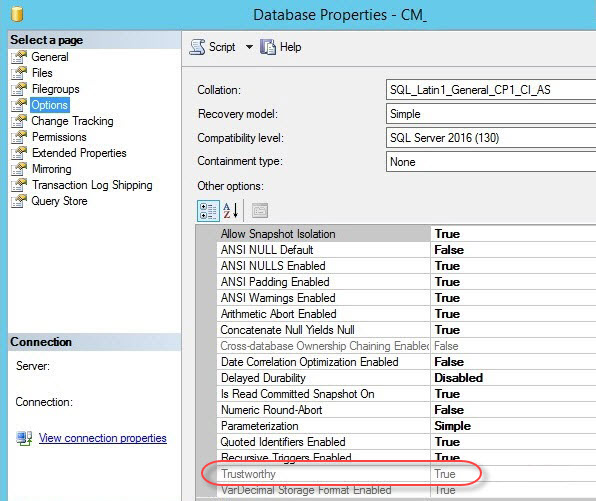 Database Properties - CM_
Select a page
General
Files
Filegroups
Options
Change Tracking
Permissions
Extended Properties
Mirroring
Transaction Log Shipping
Query Store
Connection
Server:
Connection:
View connection properties
Script Help
Collation: SQL_Latin1_General_CP1_CI_AS
Recovery model: Simple
Compatibility level: SQL Server 2016 (130)
Containment type: None
Other options:
A Z
Allow Snapshot Isolation True
ANSI NULL Default False
ANSI NULLS Enabled True
ANSI Padding Enabled True
ANSI Warnings Enabled True
Arithmetic Abort Enabled True
Concatenate Null Yields Null True
Cross-database Ownership Chaining Enabled False
Date Correlation Optimization Enabled False
Delayed Durability Disabled
Is Read Committed Snapshot On True
Numeric Round-Abort False
Parameterization Simple
Quoted Identifiers Enabled True
Recursive Triggers Enabled True
Trustworthy True
VarDecimal Storage Format Enabled True